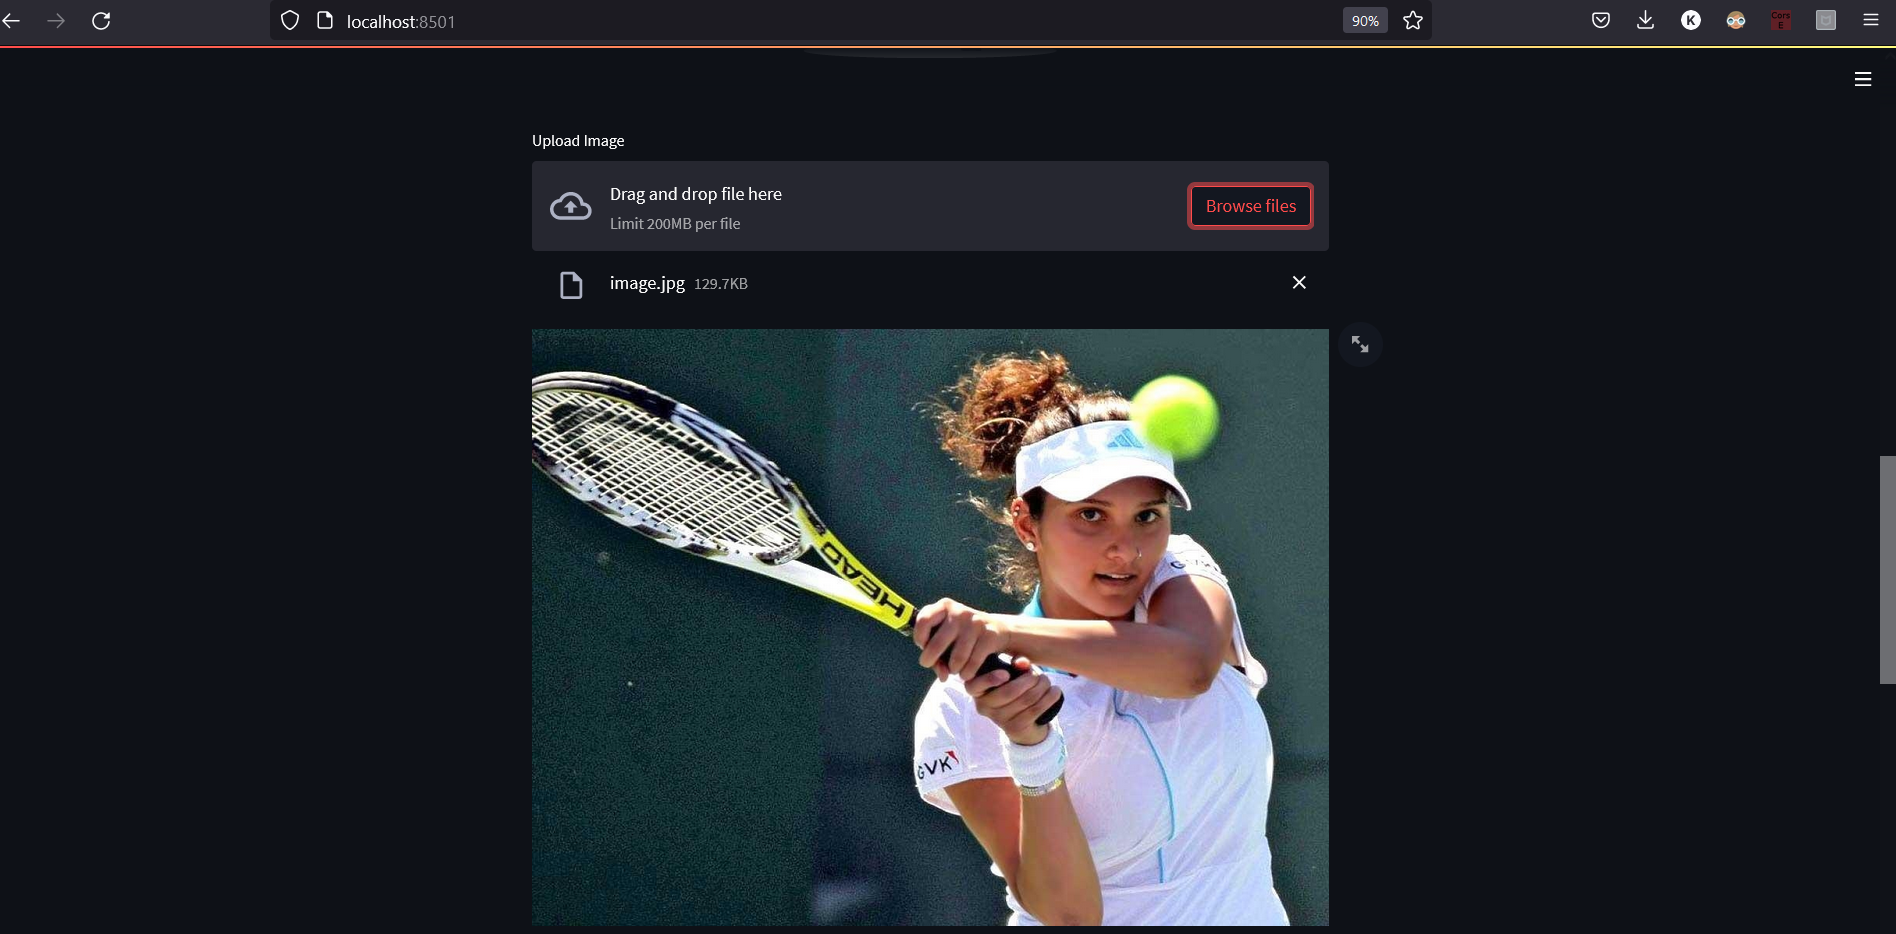 localhost:8501
90%
Cors
E
K
Upload Image
Drag and drop file here
Limit 200MB per file
Browse files
image.jpg 129.7KB
HEAD
GVK